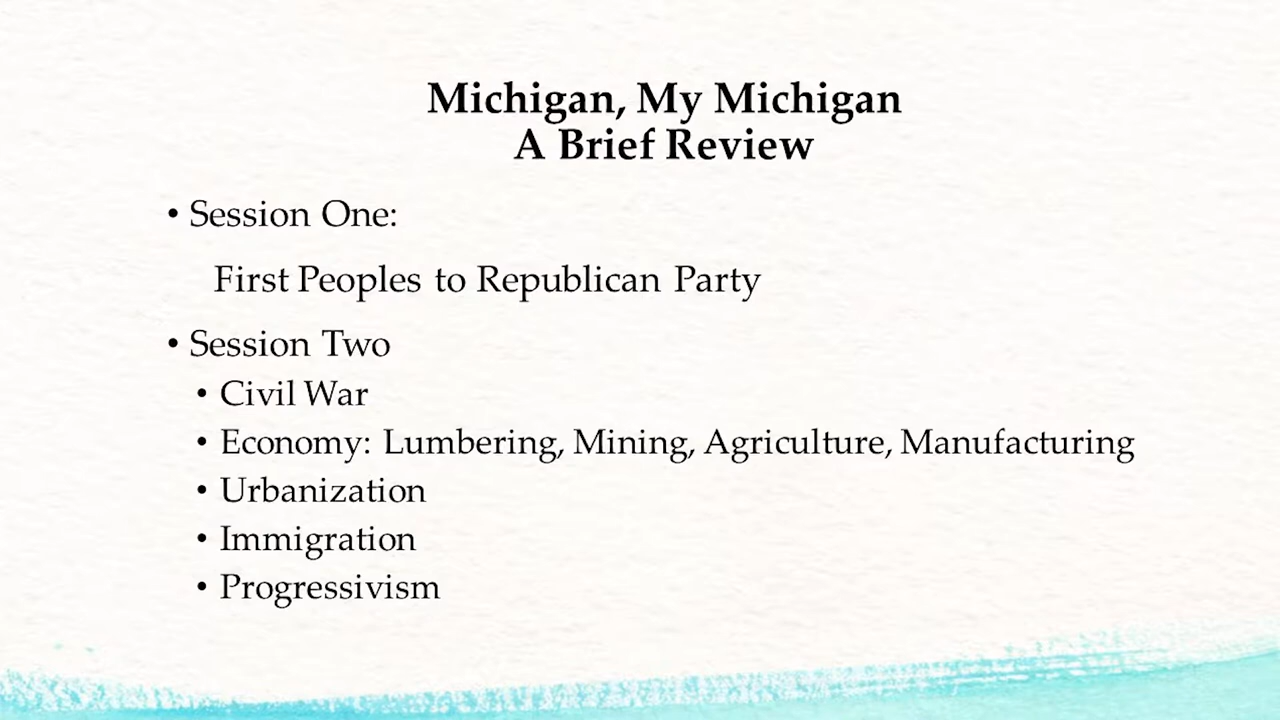 Michigan, My Michigan
A Brief Review
• Session One:
First Peoples to Republican Party
• Session Two
• Civil War
• Economy: Lumbering, Mining, Agriculture, Manufacturing
• Urbanization
• Immigration
• Progressivism